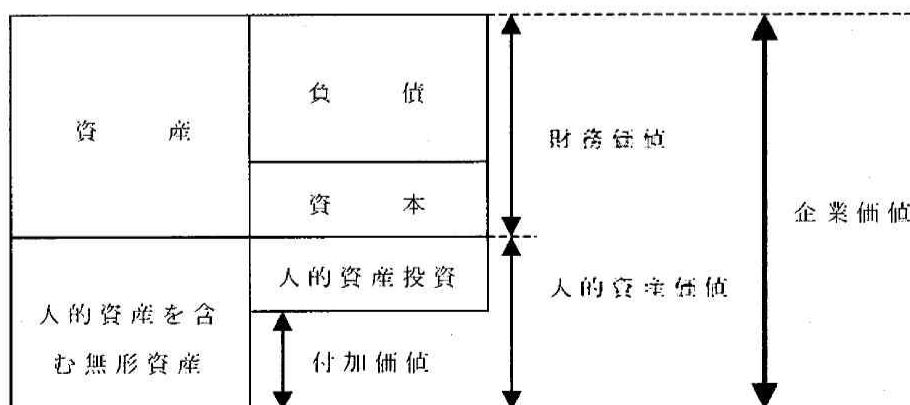 資産
負債
資本
財務価値
企業価値
人的資産を含
む無形資産
人的資産投資
付加価値
人的資産価値